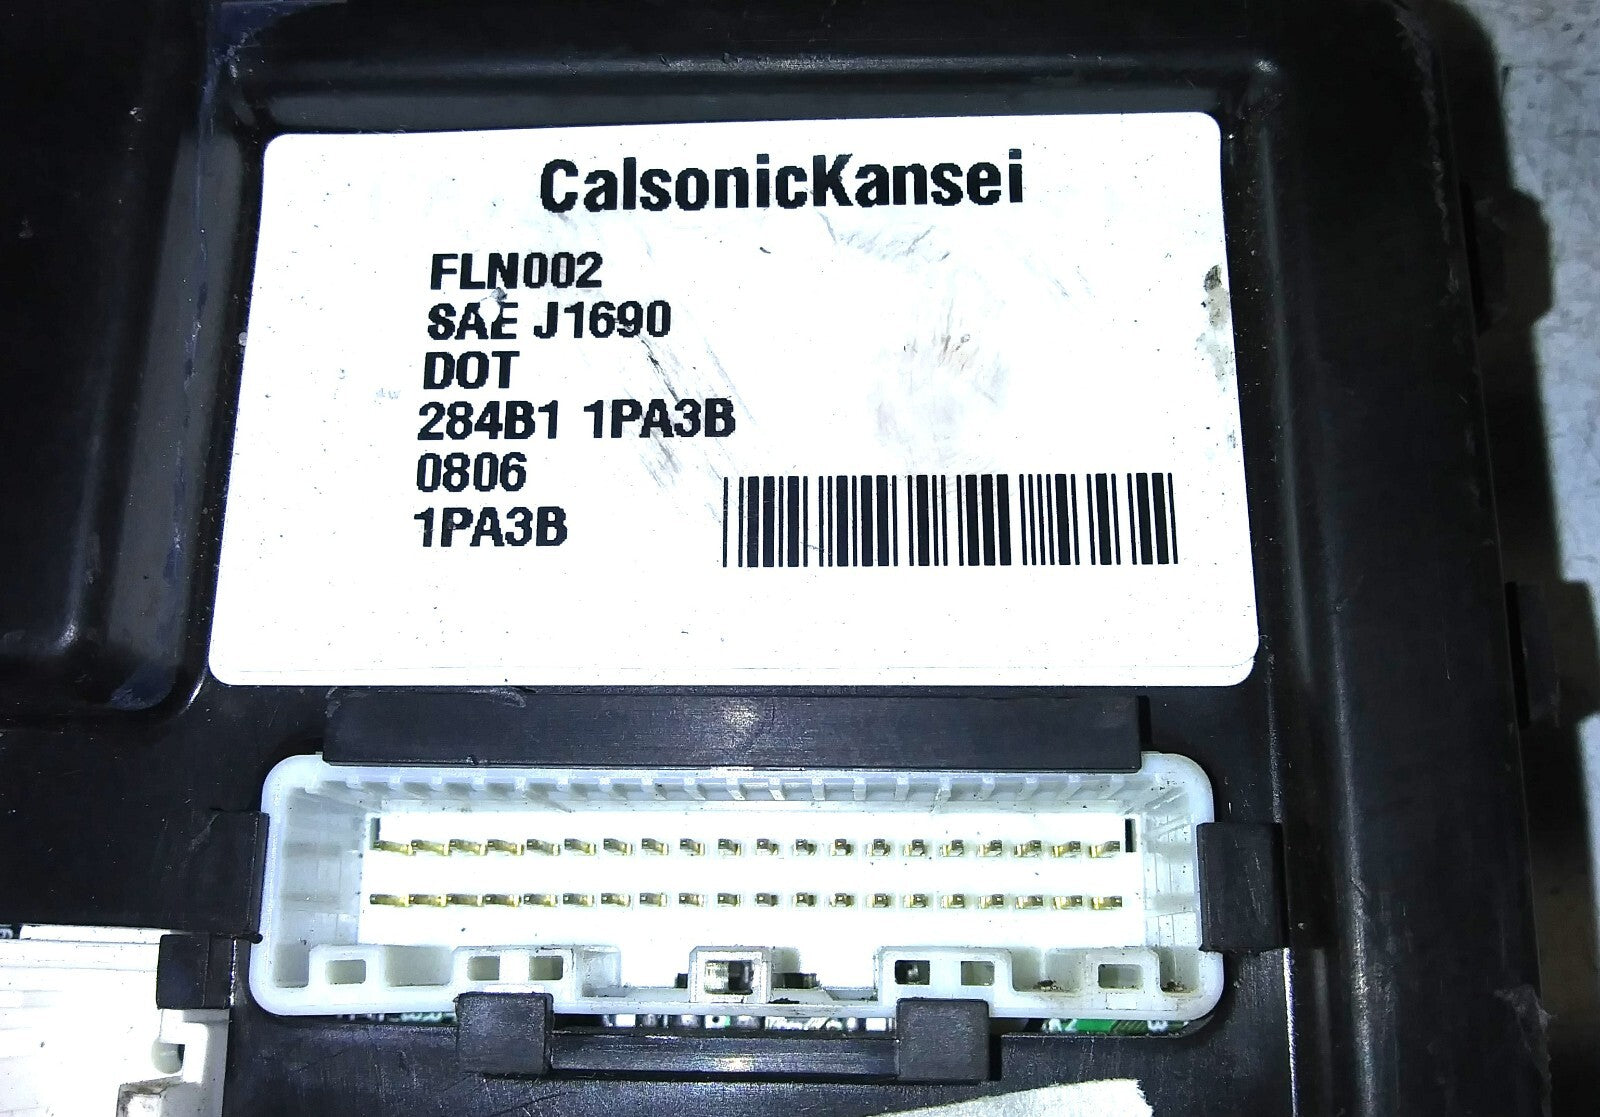 CalsonicKansei
FLN002
SAE J1690
DOT
284B1 1PA3B
0806
1PA3B